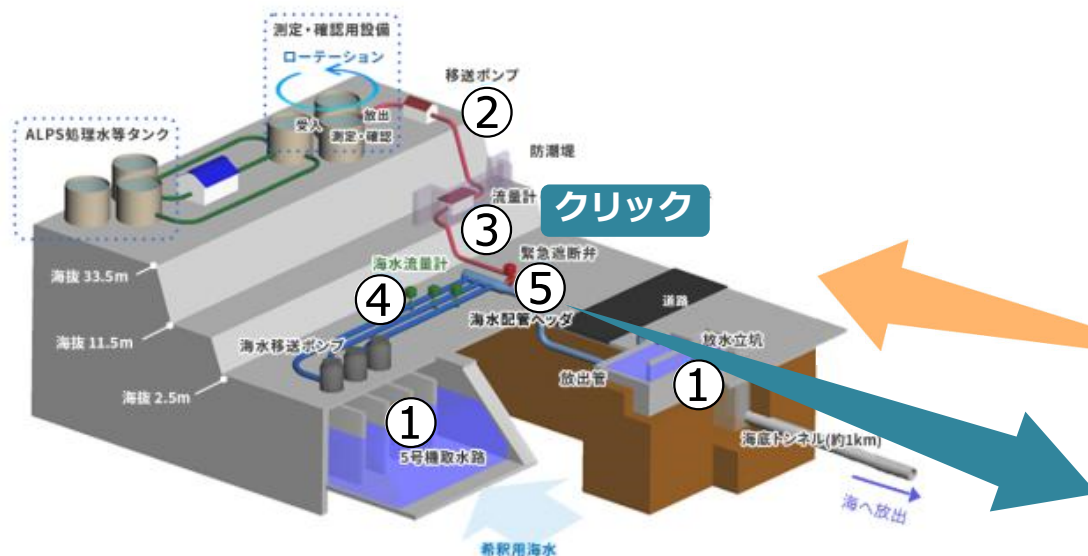 測定・確認用設備
ローテーション
移送ポンプ
②
ALPS処理水等タンク
受入
放出
測定・確認
防潮堤
流量計
クリック
③
緊急遮断弁
海水流量計
④
⑤
海水配管ヘッダ
道路
海抜 33.5m
海抜 11.5m
海抜 2.5m
海水移送ポンプ
放水立坑
①
放出管
①
5号機取水路
海底トンネル(約1km)
海へ放出
希釈用海水